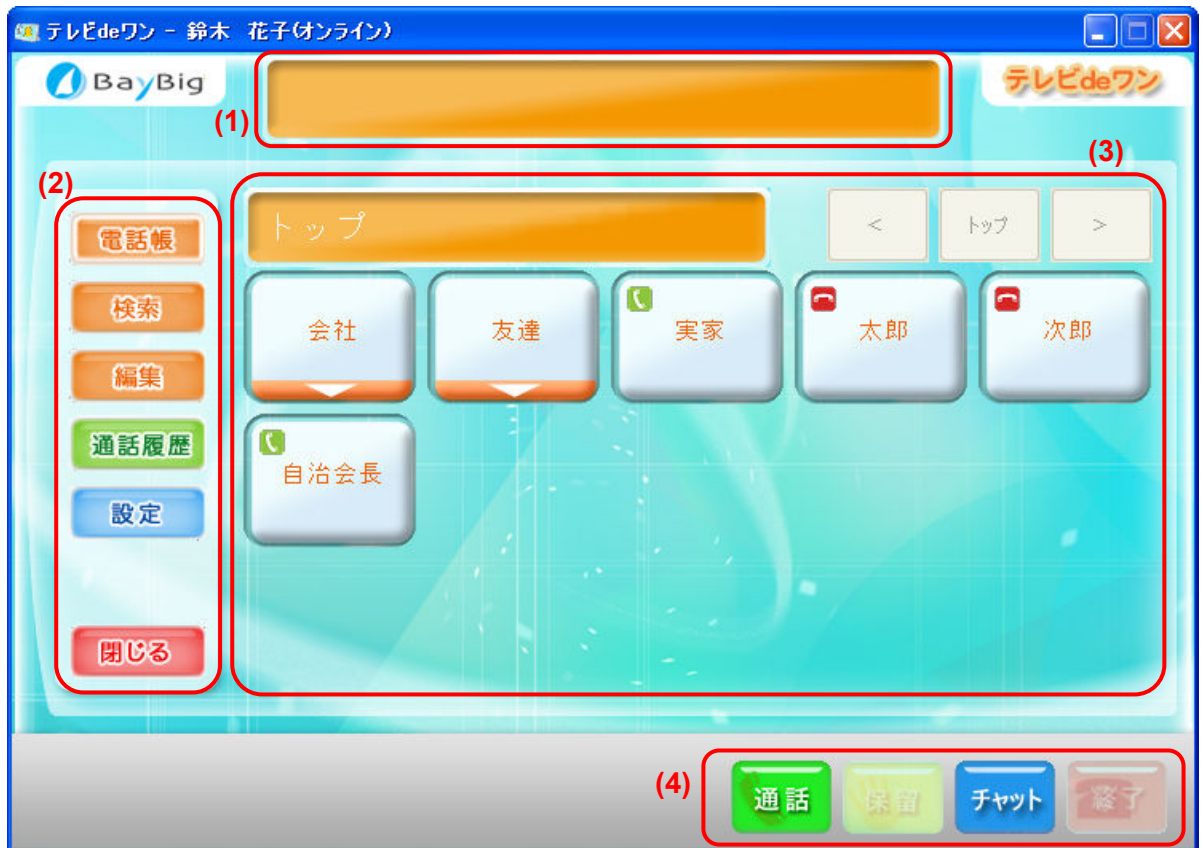 テレビdeワン - 鈴木　花子(オンライン)
BayBig
テレビdeワン
(1)
(2)
(3)
電話帳
検索
編集
通話履歴
設定
閉じる
トップ
<
トップ
>
会社
友達
実家
太郎
次郎
自治会長
(4)
通話
保留
チャット
終了